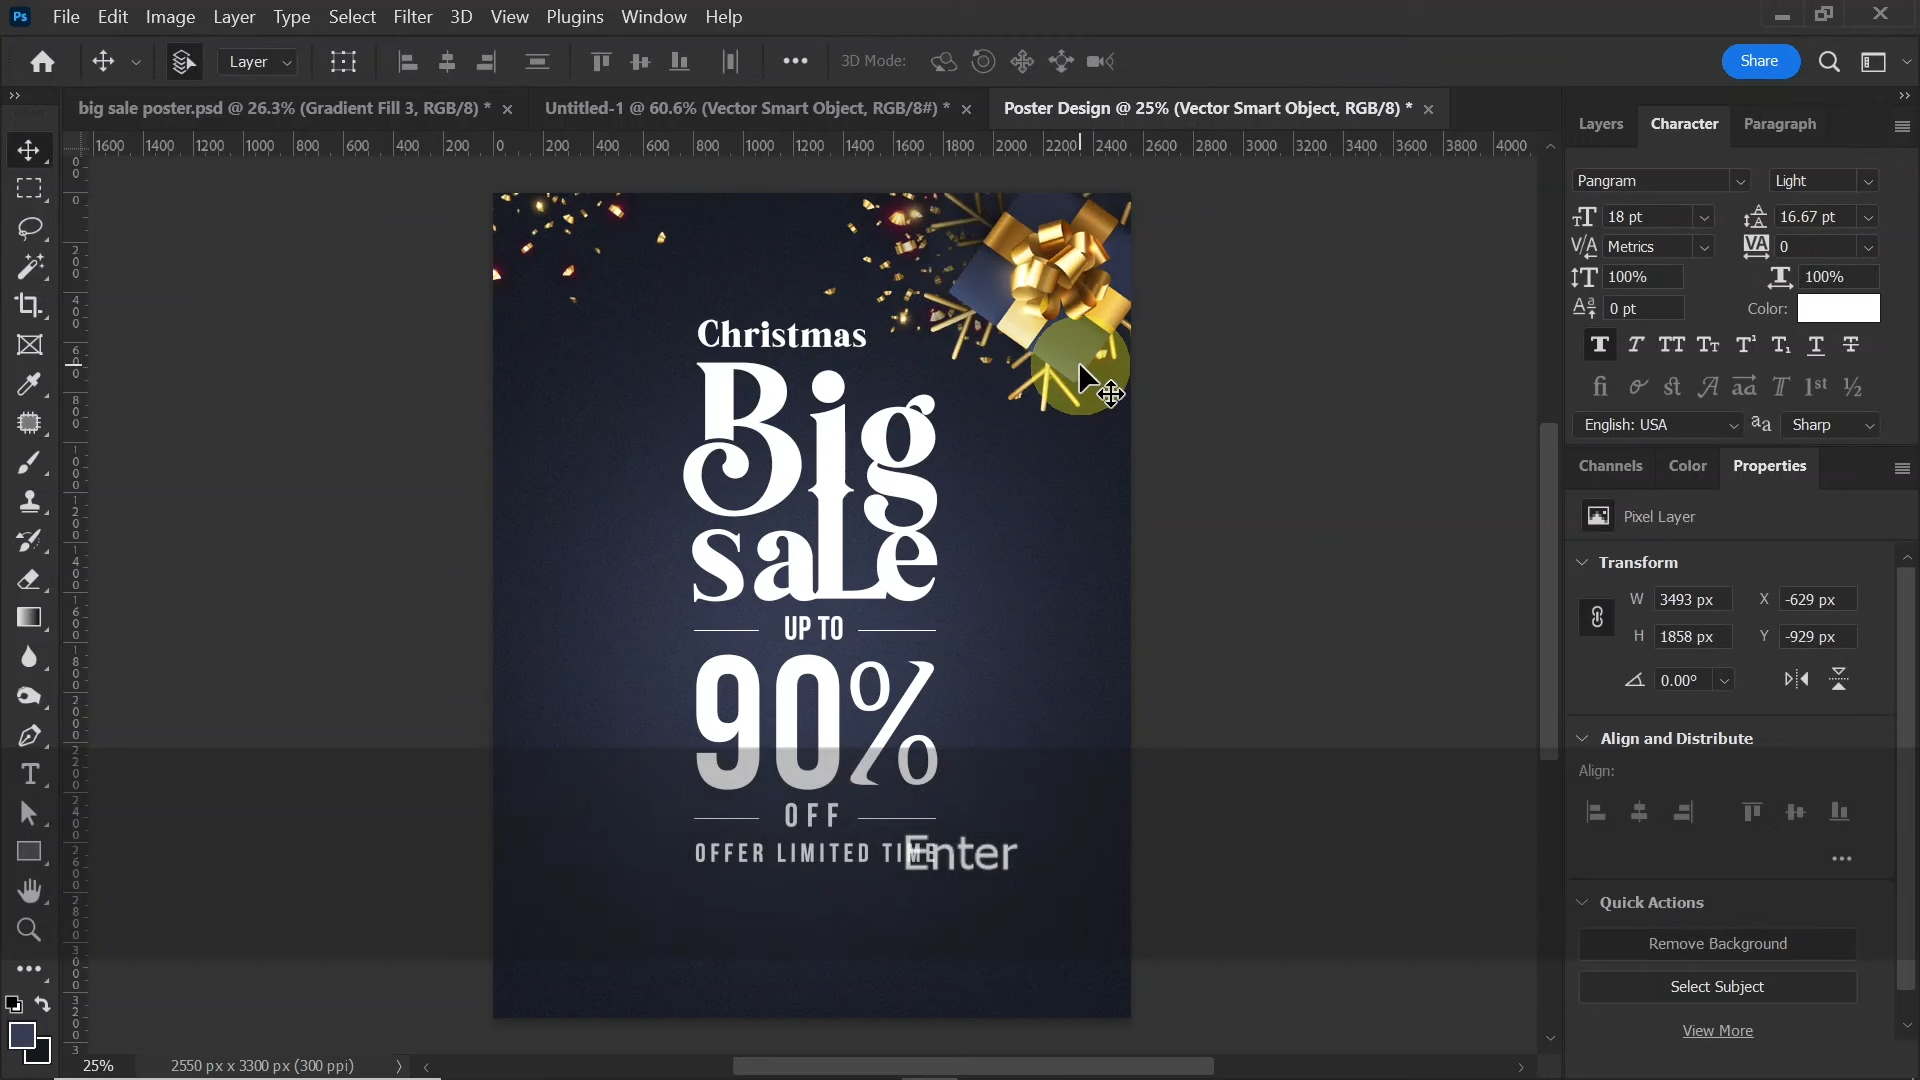 Ps File Edit Image Layer Type Select Filter 3D View Plugins Window Help
Layer 3D Mode: Share
big sale poster.psd @ 26.3% (Gradient Fill 3, RGB/8) * Untitled-1 @ 60.6% (Vector Smart Object, RGB/8#) * Poster Design @ 25% (Vector Smart Object, RGB/8) *
1600 1400 1200 1000 800 600 400 200 0 200 400 600 800 1000 1200 1400 1600 1800 2000 2200 2400 2600 2800 3000 3200 3400 3600 3800 4000
Christmas
Big
sale
UP TO
90%
OFF
OFFER LIMITED TIME
Enter
Layers Character Paragraph
Pangram Light
18 pt 16.67 pt
Metrics 0
100% 100%
0 pt Color:
English: USA Sharp
Channels Color Properties
Pixel Layer
Transform
W 3493 px X -629 px
H 1858 px Y -929 px
0.00º
Align and Distribute
Align:
Quick Actions
Remove Background
Select Subject
View More
25% 2550 px x 3300 px (300 ppi)